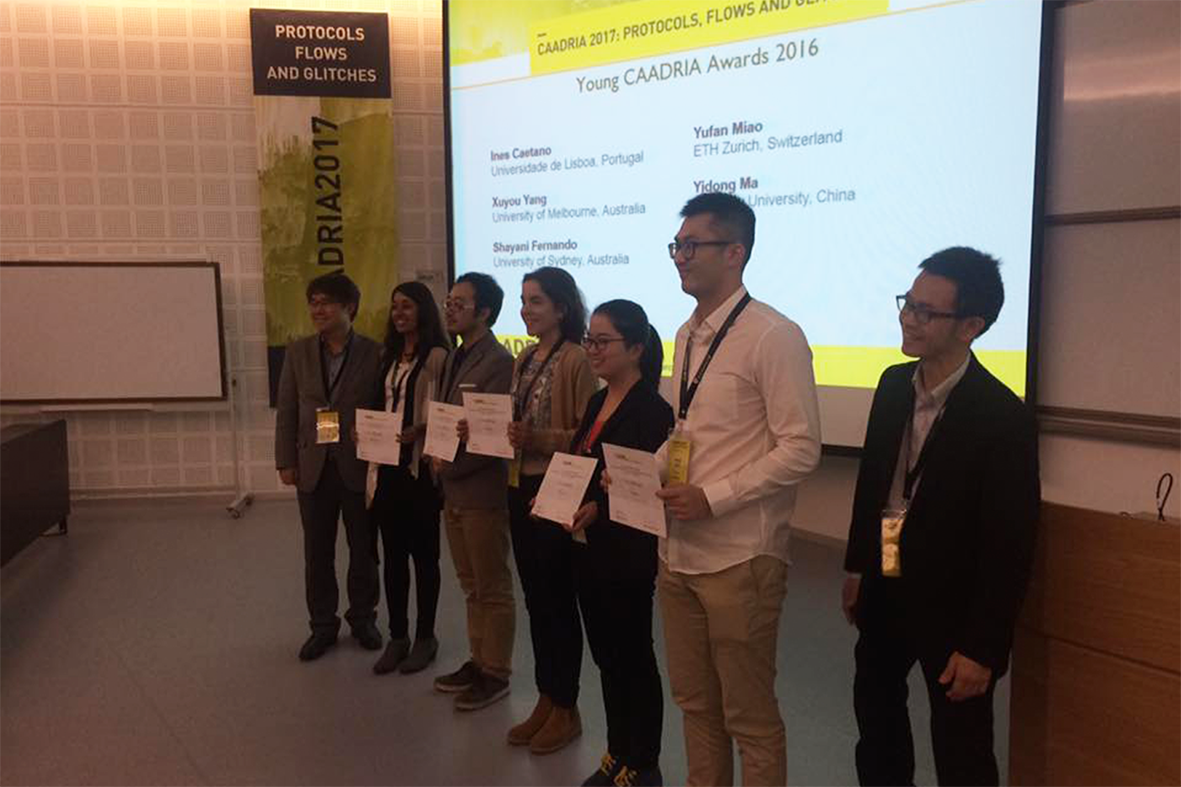 PROTOCOLS
FLOWS
AND GLITCHES
ADRIA2017
CAADRIA 2017: PROTOCOLS, FLOWS AND
Young CAADRIA Awards 2016
Ines Caetano
Universidade de Lisboa, Portugal
Xuyou Yang
University of Melbourne, Australia
Shayani Fernando
University of Sydney, Australia
Yufan Miao
ETH Zurich, Switzerland
Yidong Ma
University, China